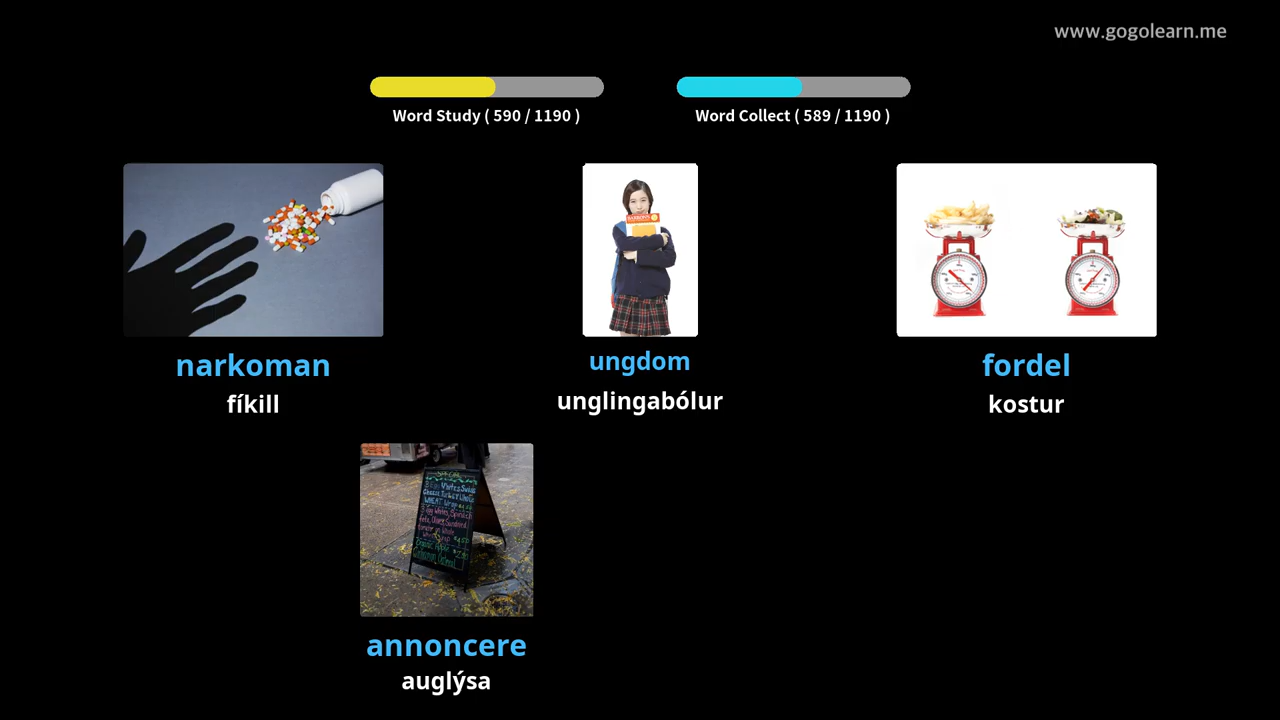 www.gogolearn.me
Word Study ( 590 / 1190 )
Word Collect ( 589 / 1190 )
BARRON'S
narkoman
fíkill
ungdom
unglingabólur
fordel
kostur
annoncere
auglýsa